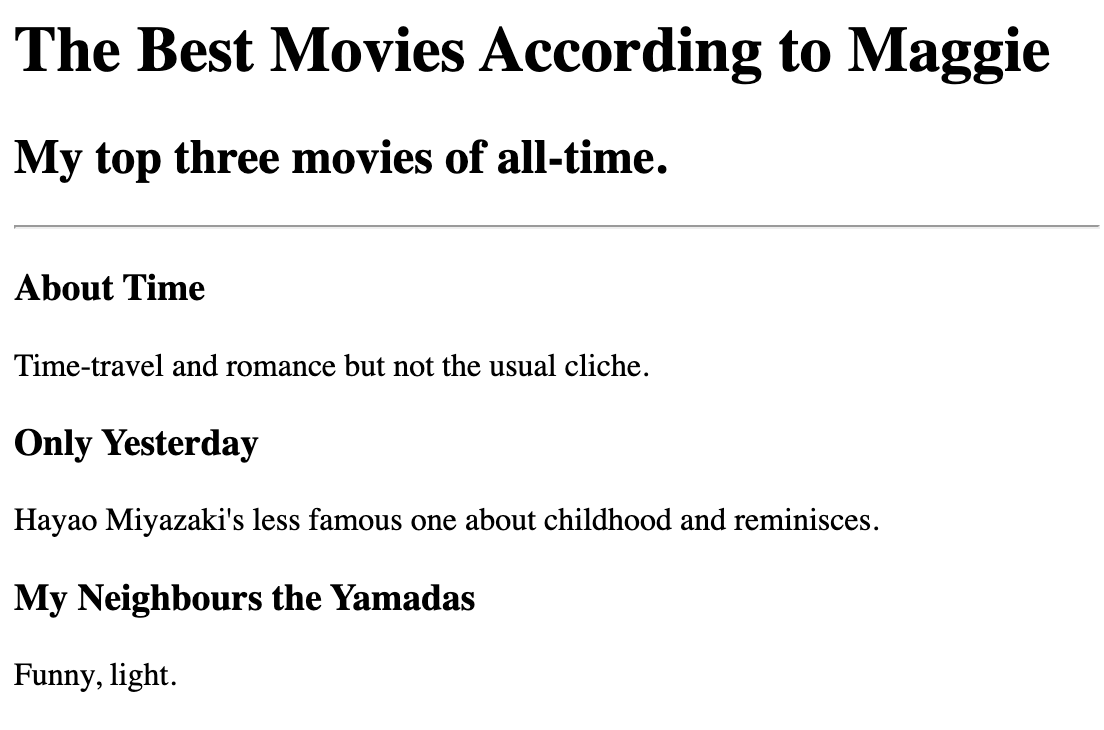 The Best Movies According to Maggie
My top three movies of all-time.
About Time
Time-travel and romance but not the usual cliche.
Only Yesterday
Hayao Miyazaki's less famous one about childhood and reminisces.
My Neighbours the Yamadas
Funny, light.